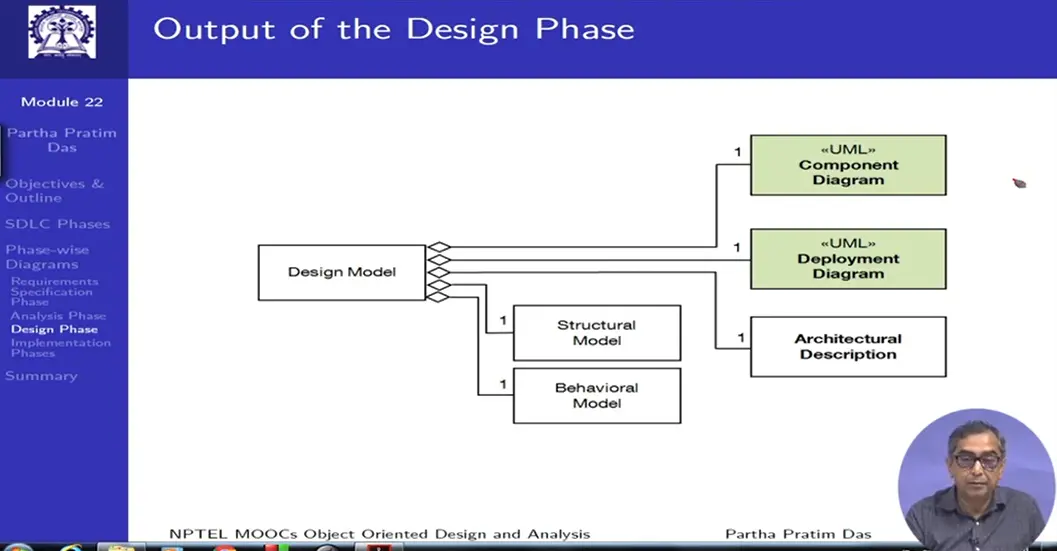 Output of the Design Phase
Module 22
Partha Pratim
Das
Objectives &
Outline
SDLC Phases
Phase-wise
Diagrams
Requirements
Specification
Phase
Analysis Phase
Design Phase
Implementation
Phases
Summary
Design Model
1
«UML»
Component
Diagram
1
«UML»
Deployment
Diagram
1
Architectural
Description
1
Structural
Model
1
Behavioral
Model
NPTEL MOOCs Object Oriented Design and Analysis
Partha Pratim Das